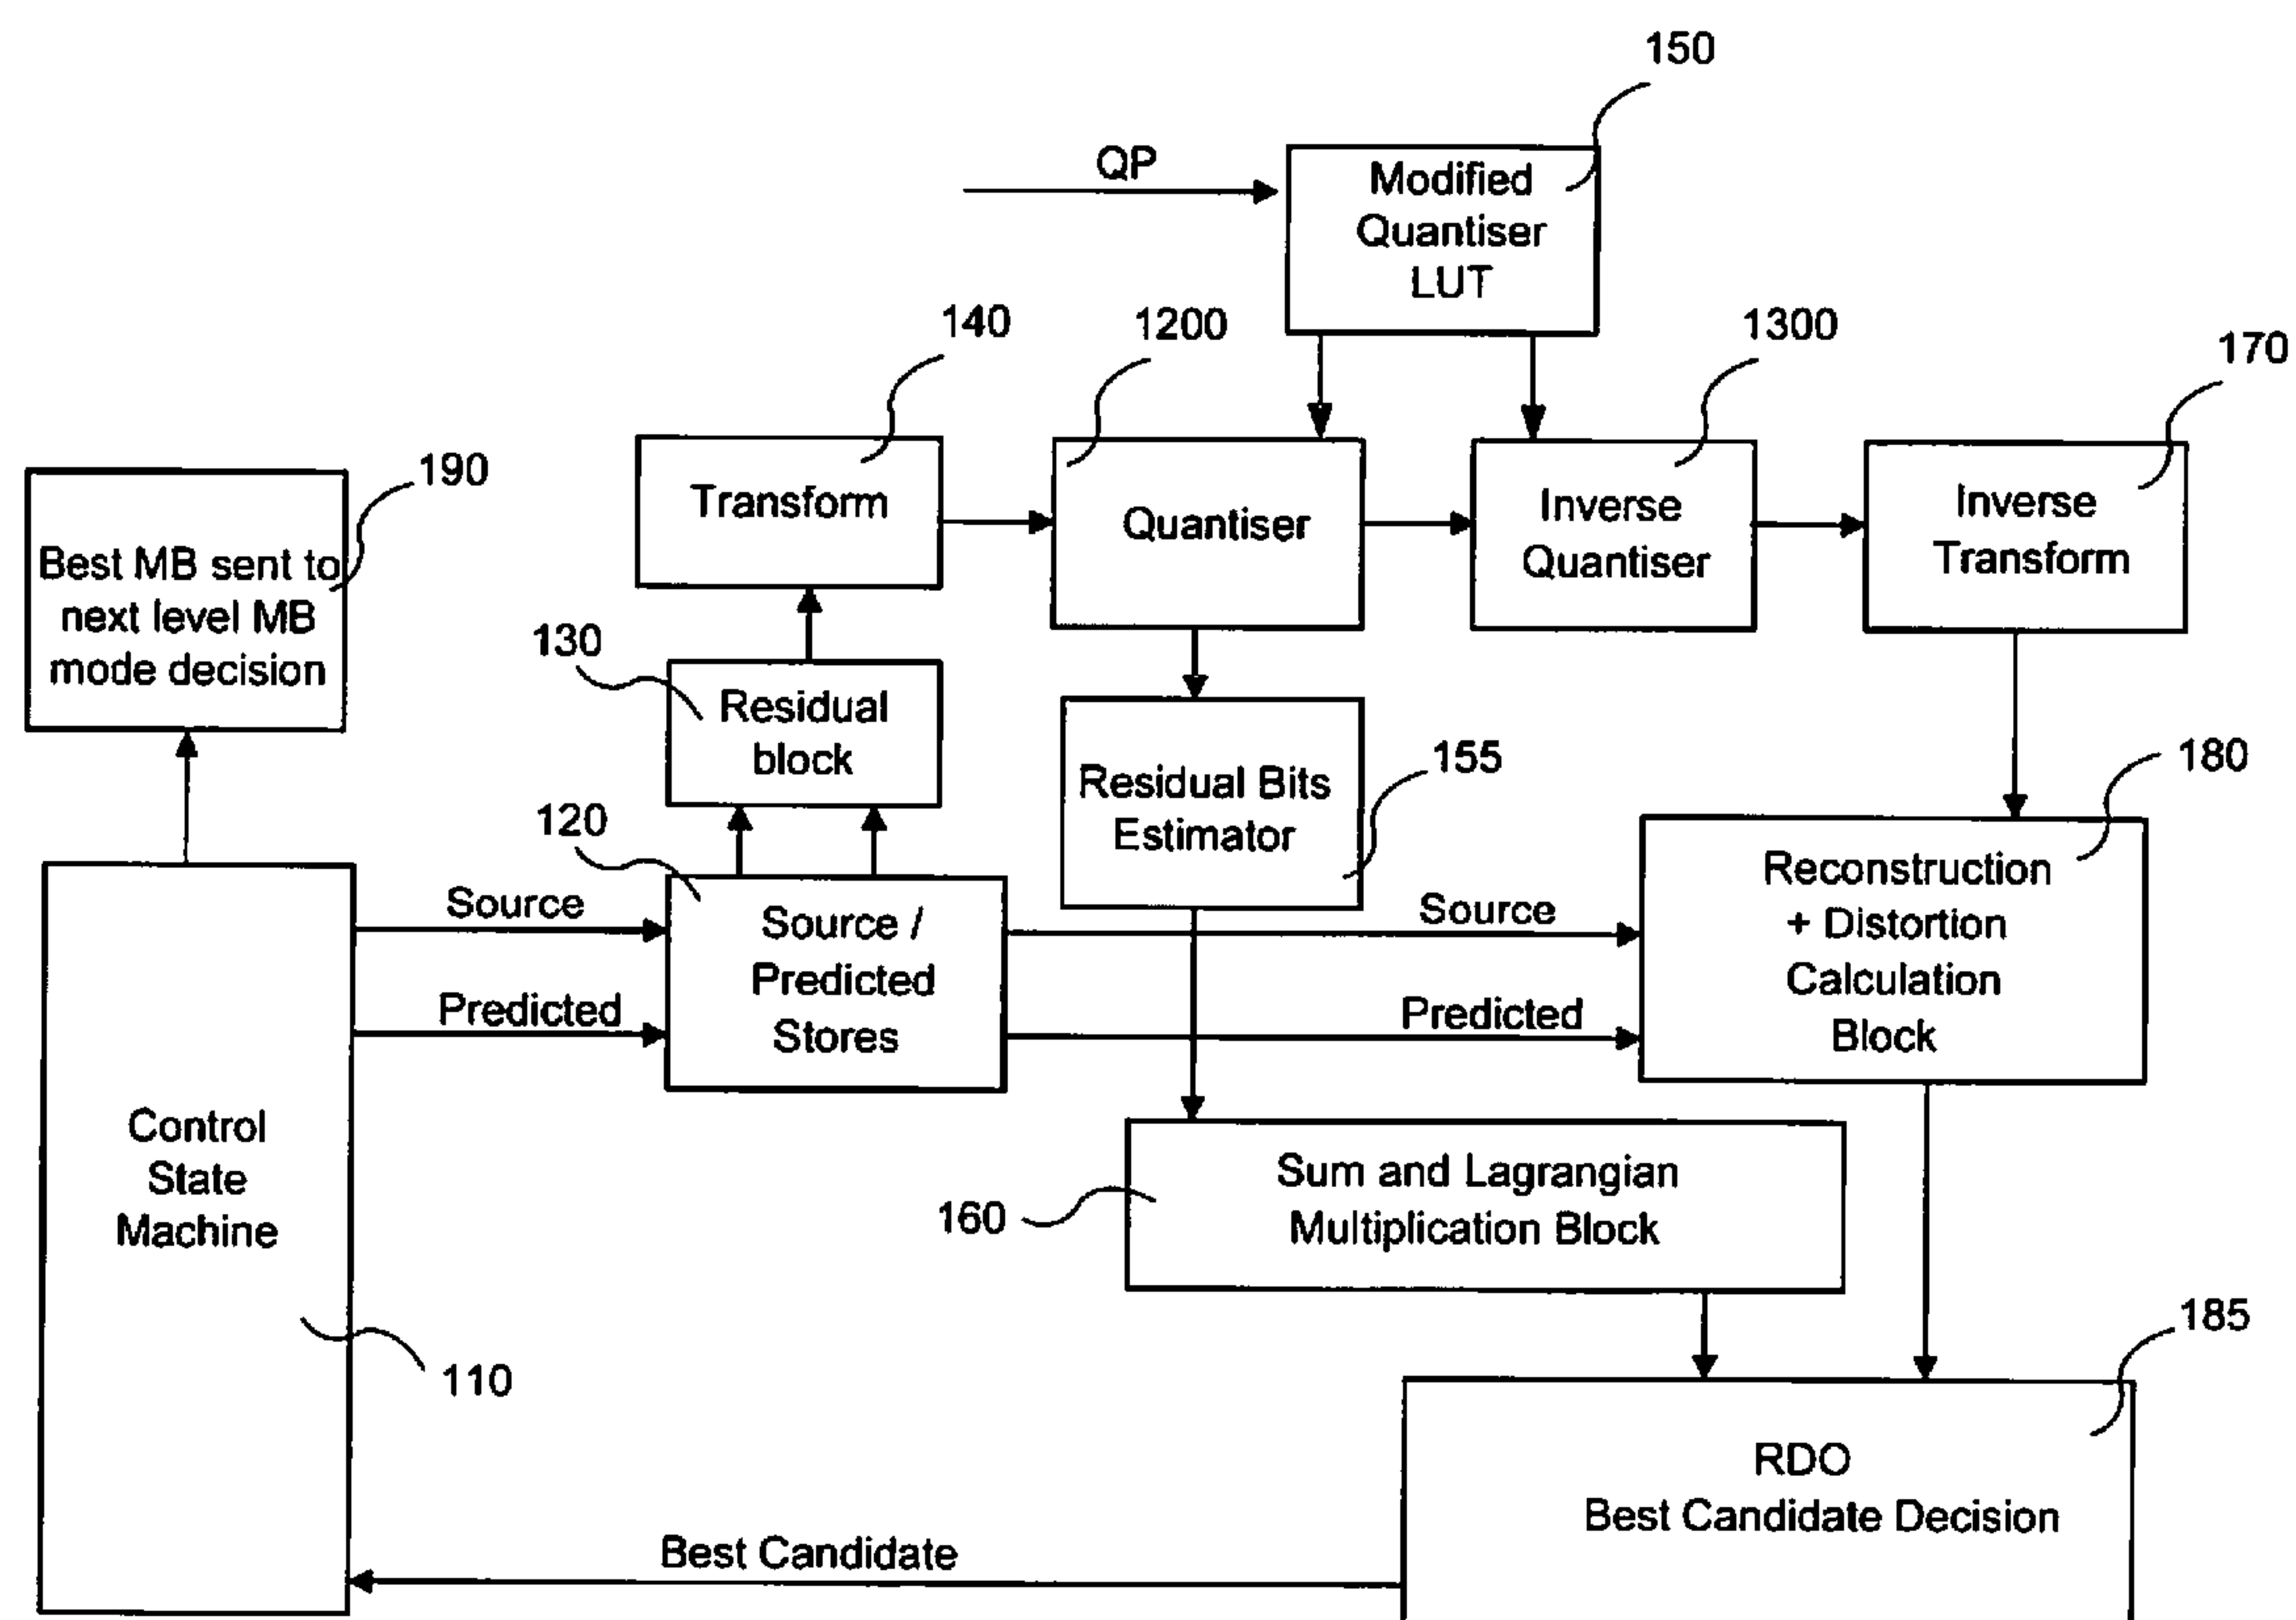 150
QP
Modified
Quantiser
LUT
140
1200
1300
170
190
Transform
Quantiser
Inverse
Quantiser
Inverse
Transform
Best MB sent to
next level MB
mode decision
130
Residual
block
155
Residual Bits
Estimator
180
120
Source
Source /
Predicted
Stores
Source
Reconstruction
+ Distortion
Calculation
Block
Predicted
Predicted
Control
State
Machine
160
Sum and Lagrangian
Multiplication Block
110
185
RDO
Best Candidate Decision
Best Candidate